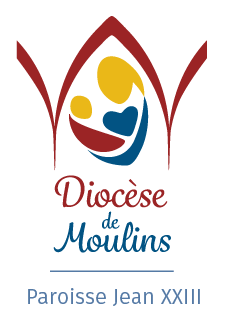 Diocèse
de
Moulins
Paroisse Jean XXIII